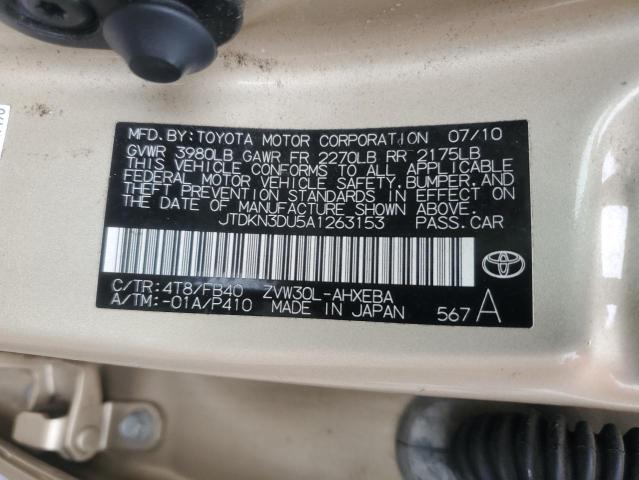 MFD. BY: TOYOTA MOTOR CORPORATION 07/10
GVWR 3980LB GAWR FR 2270LB RR 2175LB
THIS VEHICLE CONFORMS TO ALL APPLICABLE
FEDERAL MOTOR VEHICLE SAFETY, BUMPER, AND
THEFT PREVENTION STANDARDS IN EFFECT ON
THE DATE OF MANUFACTURE SHOWN ABOVE.
JTDKN3DU5A1263153 PASS. CAR
C/TR: 4T8/FB40 ZVW30L-AHXEBA
A/TM: -01A/P410 MADE IN JAPAN 567 A